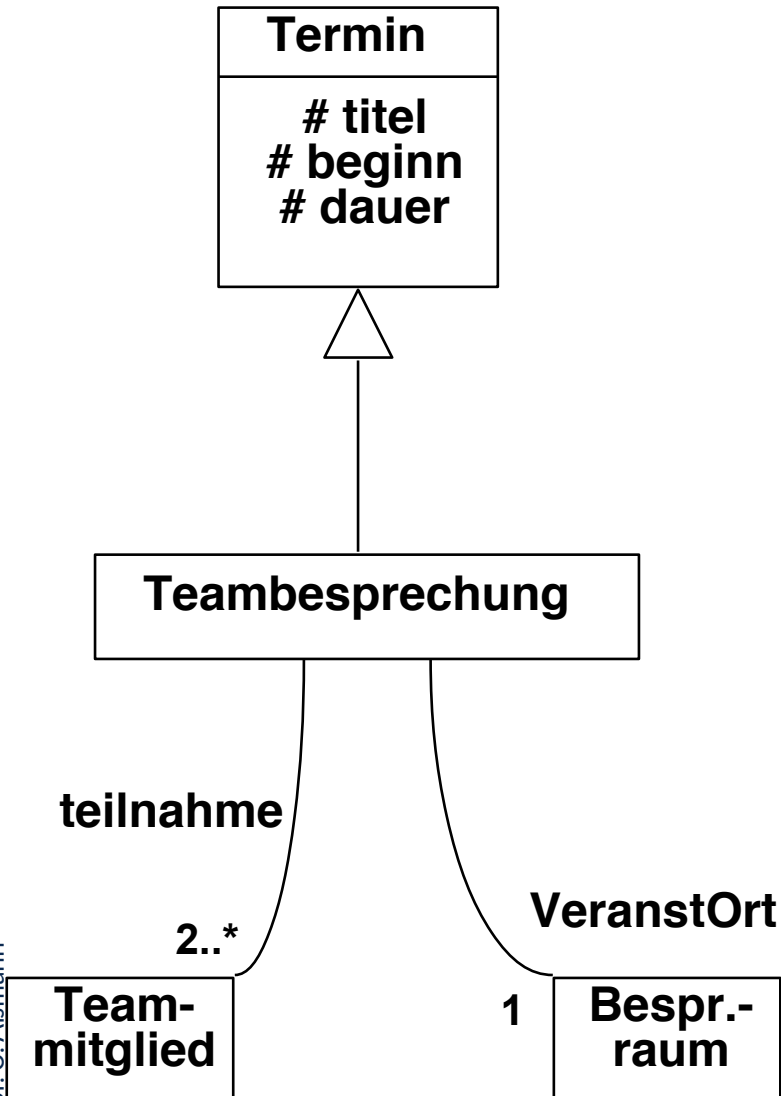 Termin
# titel
# beginn
# dauer
Teambesprechung
teilnahme
VeranstOrt
2..*
1
Team-
mitglied
Bespr.-
raum